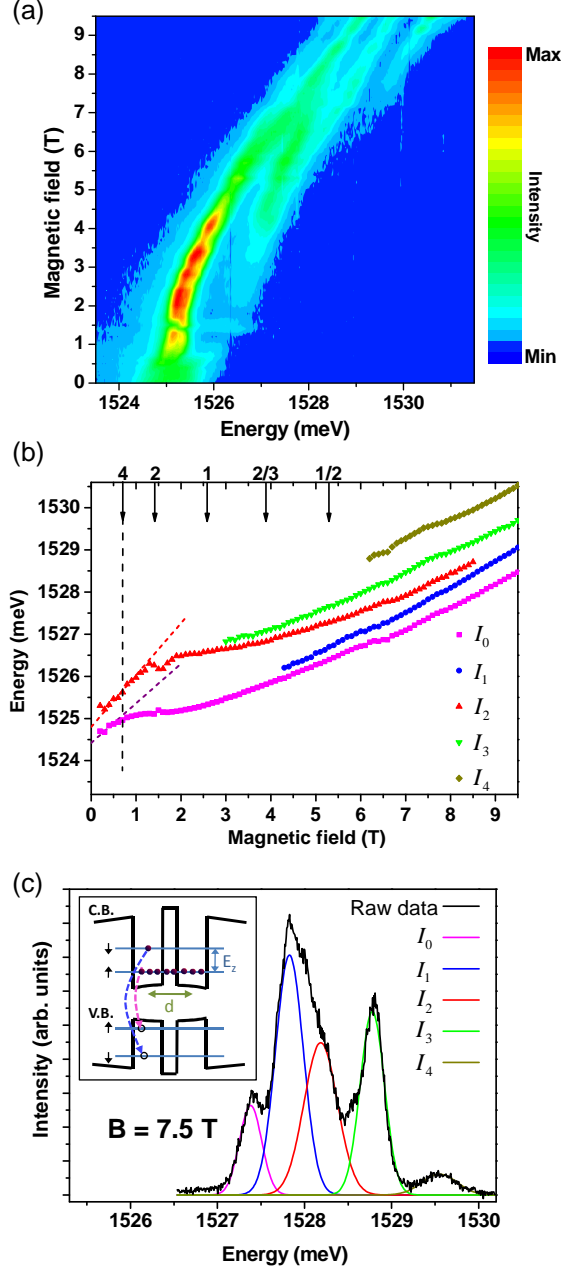 (a)
Magnetic field (T)
9
8
7
6
5
4
3
2
1
0
1524 1526 1528 1530
Energy (meV)
Max
Intensity
Min
(b)
4 2 1 2/3 1/2
Energy (meV)
1530
1529
1528
1527
1526
1525
1524
I0
I1
I2
I3
I4
0 1 2 3 4 5 6 7 8 9
Magnetic field (T)
(c)
Intensity (arb. units)
C.B.
Ez
d
V.B.
B = 7.5 T
Raw data
I0
I1
I2
I3
I4
1526 1527 1528 1529 1530
Energy (meV)